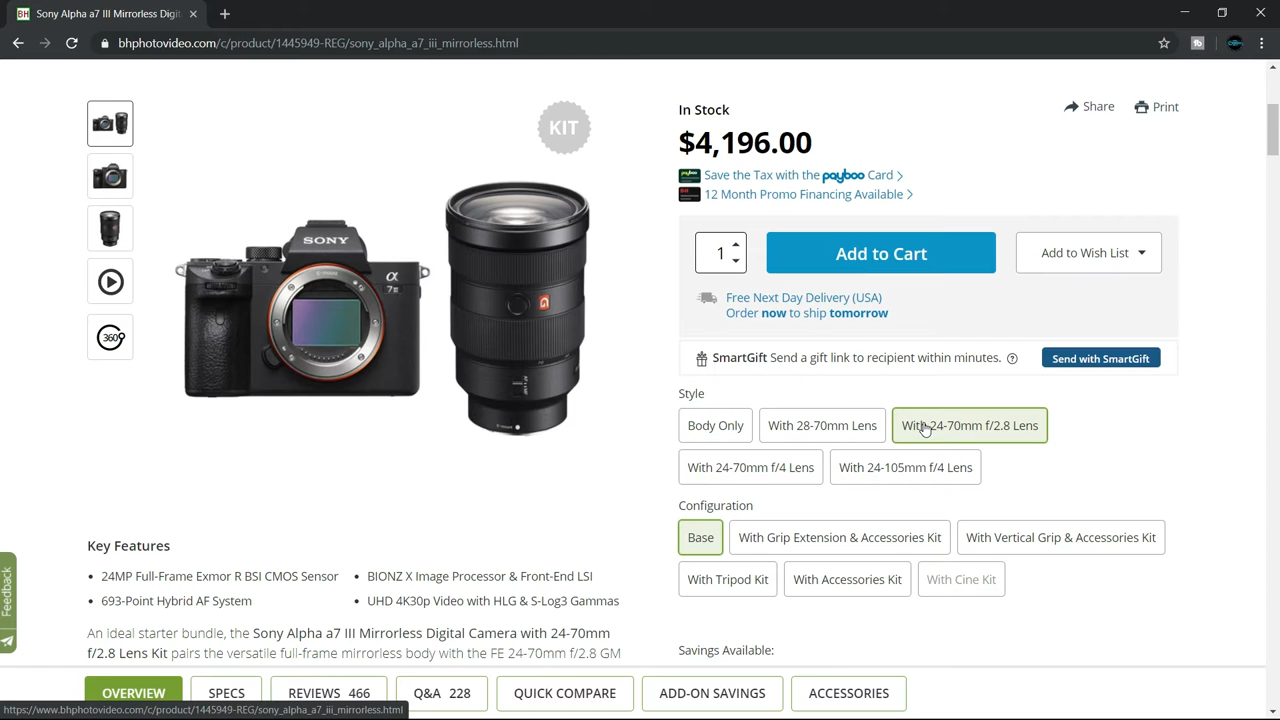 Sony Alpha a7 III Mirrorless Digit
bhphotovideo.com/c/product/1445949-REG/sony_alpha_a7_iii_mirrorless.html
KIT
SONY
α
7 III
G
360°
In Stock
Share
Print
$4,196.00
Save the Tax with the payboo Card >
12 Month Promo Financing Available >
1
Add to Cart
Add to Wish List
Free Next Day Delivery (USA)
Order now to ship tomorrow
SmartGift Send a gift link to recipient within minutes.
Send with SmartGift
Style
Body Only
With 28-70mm Lens
With 24-70mm f/2.8 Lens
With 24-70mm f/4 Lens
With 24-105mm f/4 Lens
Configuration
Base
With Grip Extension & Accessories Kit
With Vertical Grip & Accessories Kit
With Tripod Kit
With Accessories Kit
With Cine Kit
Savings Available:
Key Features
• 24MP Full-Frame Exmor R BSI CMOS Sensor
• BIONZ X Image Processor & Front-End LSI
• 693-Point Hybrid AF System
• UHD 4K30p Video with HLG & S-Log3 Gammas
An ideal starter bundle, the Sony Alpha a7 III Mirrorless Digital Camera with 24-70mm
f/2.8 Lens Kit pairs the versatile full-frame mirrorless body with the FE 24-70mm f/2.8 GM
Feedback
OVERVIEW
SPECS
REVIEWS 466
Q&A 228
QUICK COMPARE
ADD-ON SAVINGS
ACCESSORIES
https://www.bhphotovideo.com/c/product/1445949-REG/sony_alpha_a7_iii_mirrorless.html